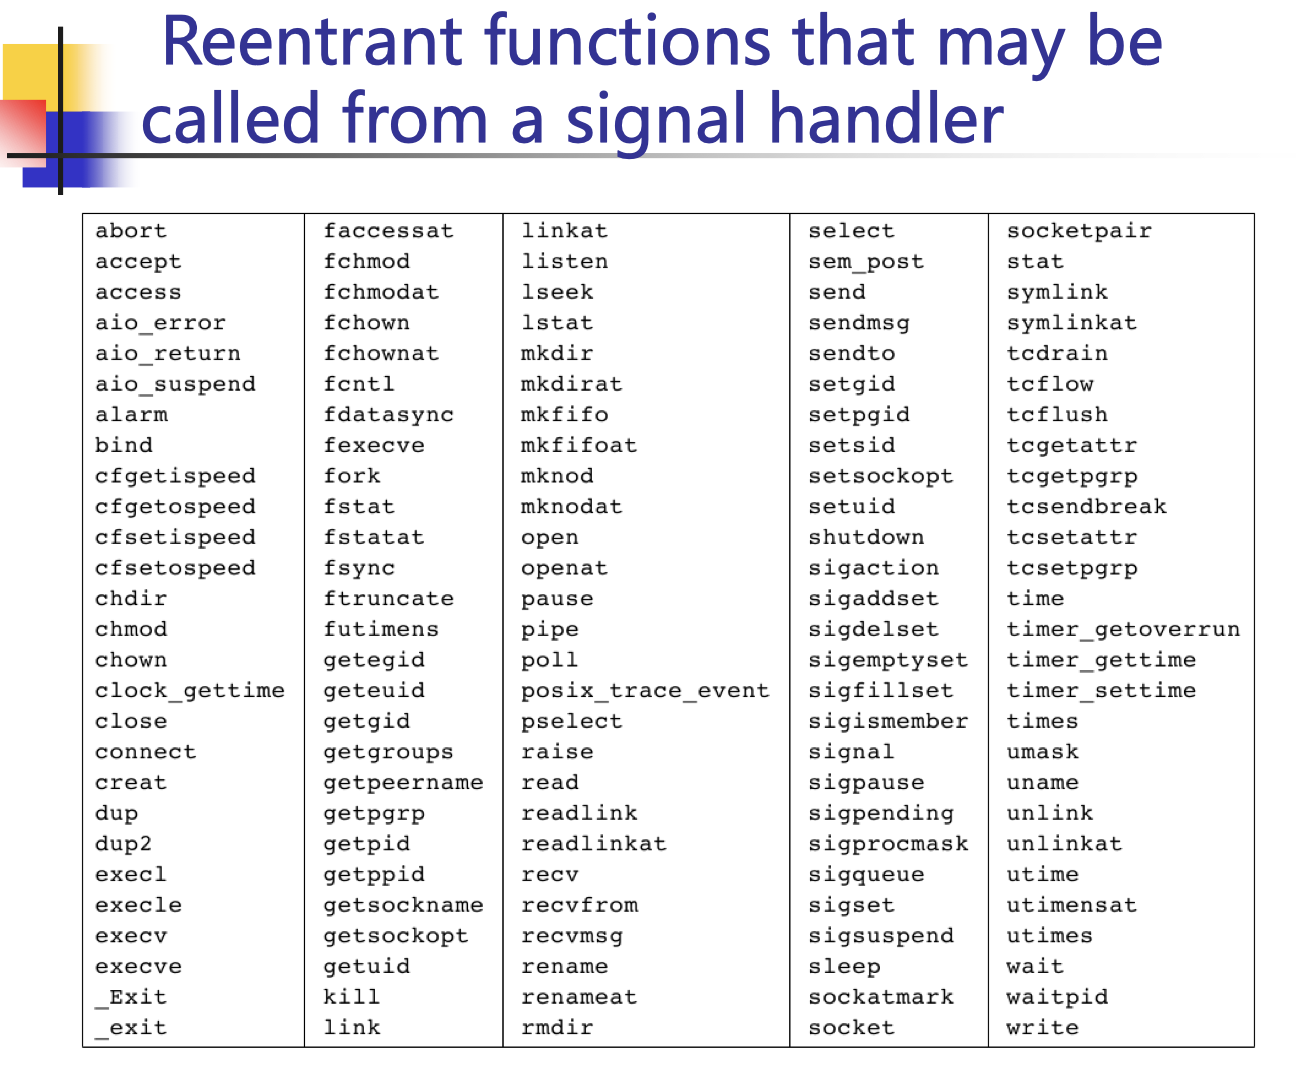 Reentrant functions that may be
called from a signal handler
abort
accept
access
aio_error
aio_return
aio_suspend
alarm
bind
cfgetispeed
cfgetospeed
cfsetispeed
cfsetospeed
chdir
chmod
chown
clock_gettime
close
connect
creat
dup
dup2
execl
execle
execv
execve
_Exit
_exit
faccessat
fchmod
fchmodat
fchown
fchownat
fcntl
fdatasync
fexecve
fork
fstat
fstatat
fsync
ftruncate
futimens
getegid
geteuid
getgid
getgroups
getpeername
getpgrp
getpid
getppid
getsockname
getsockopt
getuid
kill
link
linkat
listen
lseek
lstat
mkdir
mkdirat
mkfifo
mkfifoat
mknod
mknodat
open
openat
pause
pipe
poll
posix_trace_event
pselect
raise
read
readlink
readlinkat
recv
recvfrom
recvmsg
rename
renameat
rmdir
select
sem_post
send
sendmsg
sendto
setgid
setpgid
setsid
setsockopt
setuid
shutdown
sigaction
sigaddset
sigdelset
sigemptyset
sigfillset
sigismember
signal
sigpause
sigpending
sigprocmask
sigqueue
sigset
sigsuspend
sleep
sockatmark
socket
socketpair
stat
symlink
symlinkat
tcdrain
tcflow
tcflush
tcgetattr
tcgetpgrp
tcsendbreak
tcsetattr
tcsetpgrp
time
timer_getoverrun
timer_gettime
timer_settime
times
umask
uname
unlink
unlinkat
utime
utimensat
utimes
wait
waitpid
write